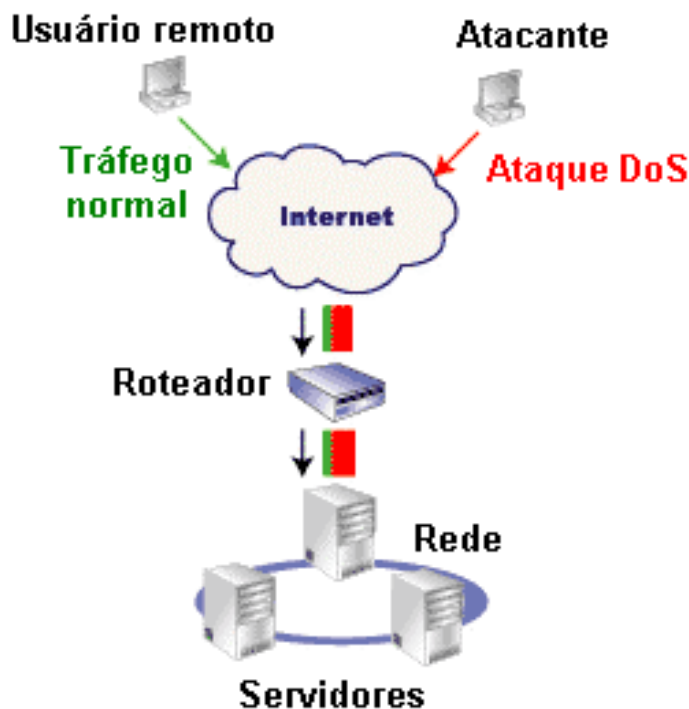 Usuário remoto
Atacante
Tráfego
normal
Ataque DoS
Internet
Roteador
Rede
Servidores